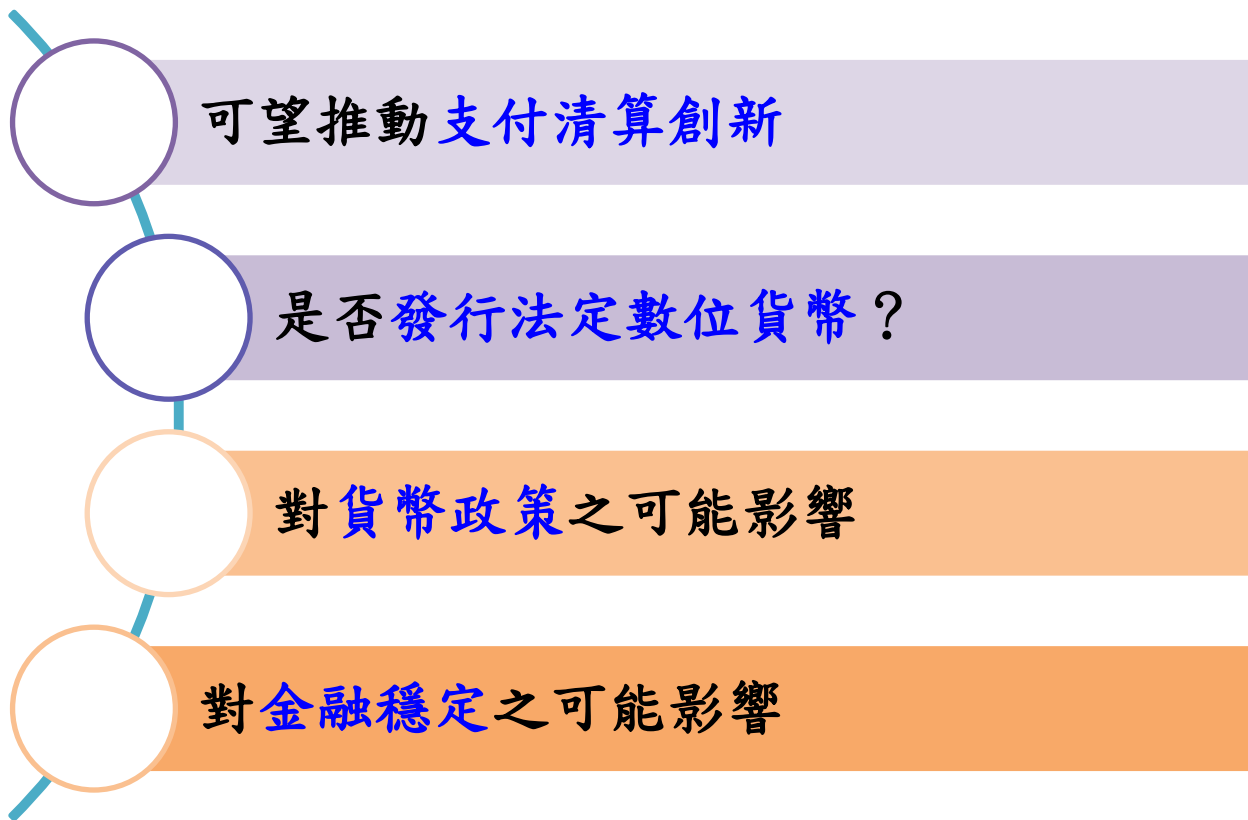 可望推動支付清算創新
是否發行法定數位貨幣？
對貨幣政策之可能影響
對金融穩定之可能影響